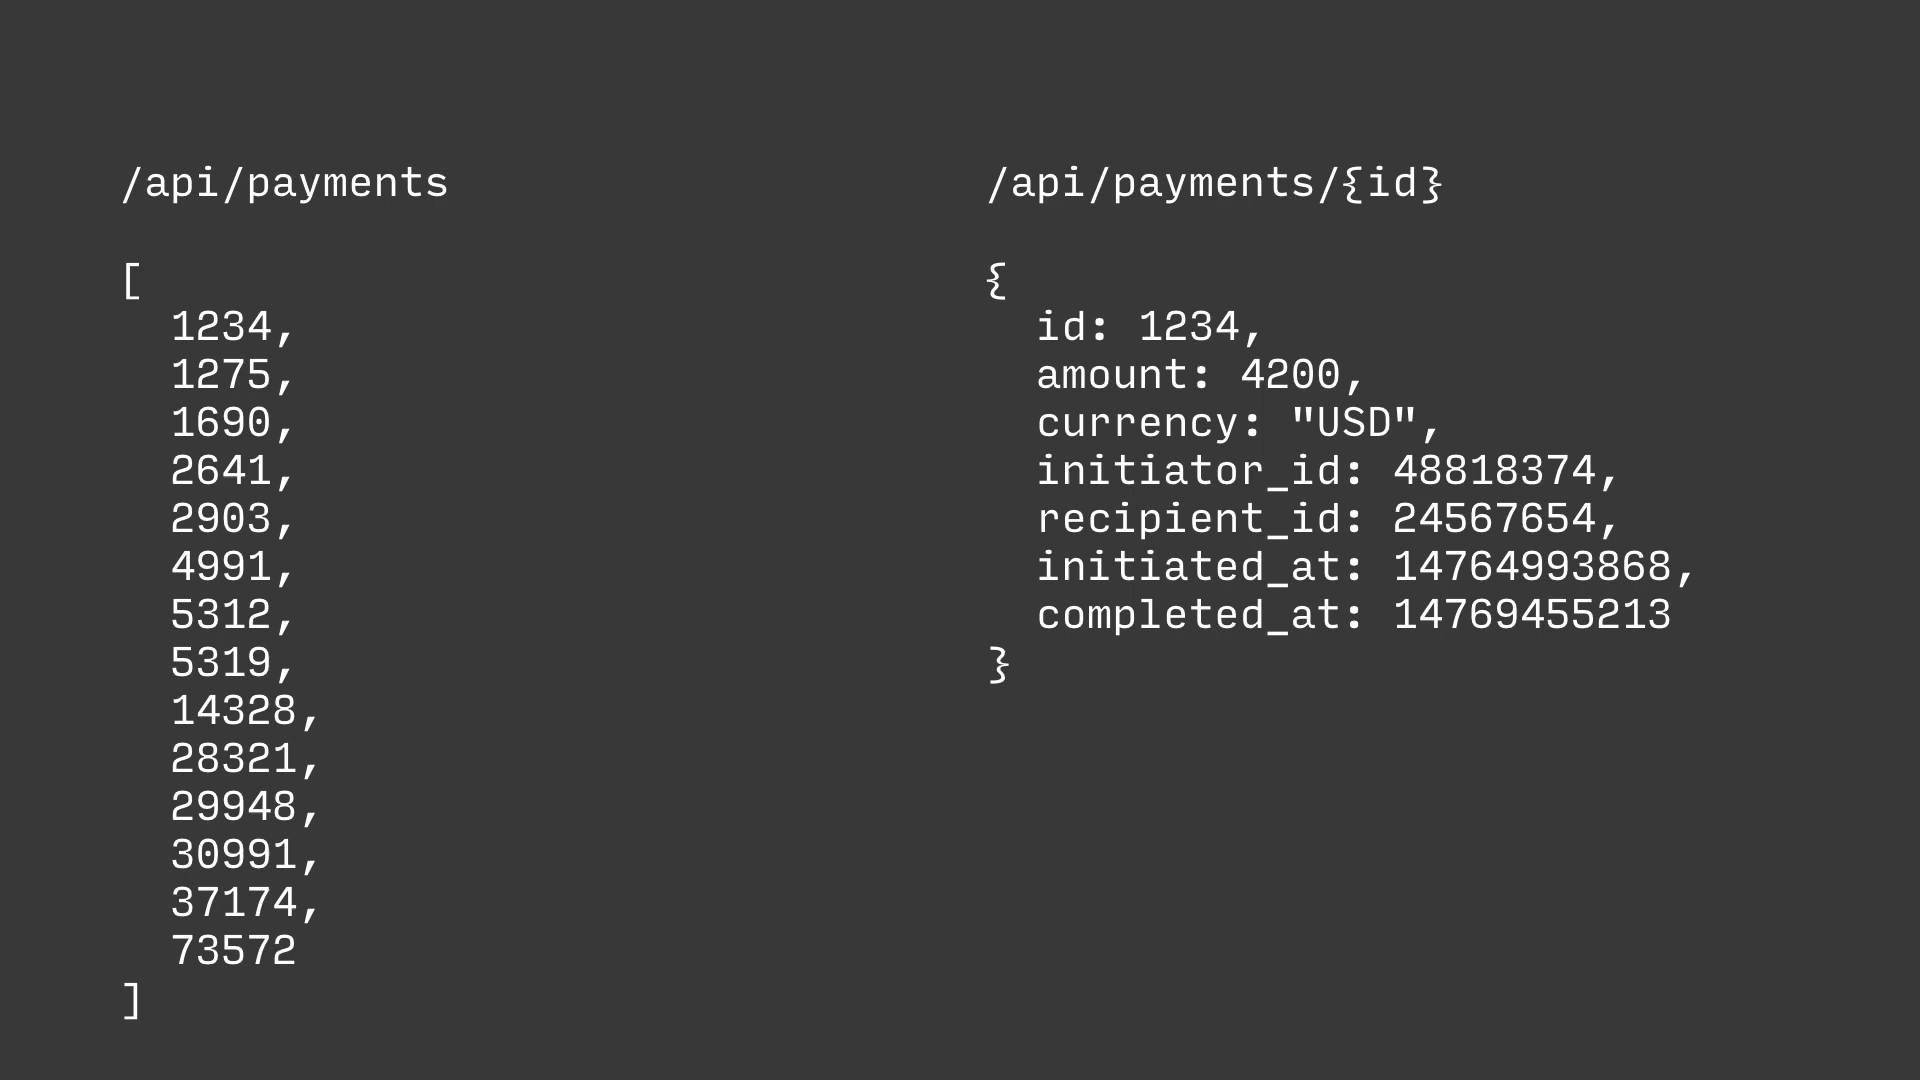 /api/payments
[
  1234,
  1275,
  1690,
  2641,
  2903,
  4991,
  5312,
  5319,
  14328,
  28321,
  29948,
  30991,
  37174,
  73572
]
/api/payments/{id}
{
  id: 1234,
  amount: 4200,
  currency: "USD",
  initiator_id: 48818374,
  recipient_id: 24567654,
  initiated_at: 14764993868,
  completed_at: 14769455213
}